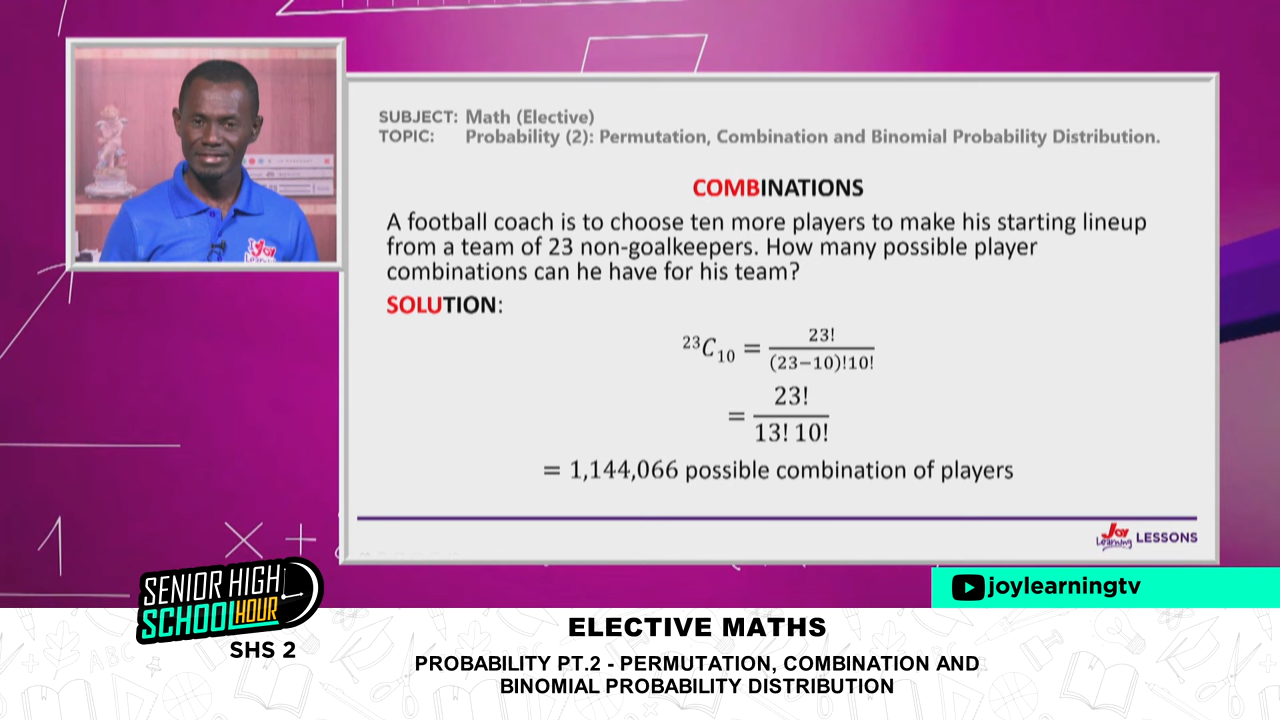 SUBJECT: Math (Elective)
TOPIC: Probability (2): Permutation, Combination and Binomial Probability Distribution.
COMBINATIONS
A football coach is to choose ten more players to make his starting lineup
from a team of 23 non-goalkeepers. How many possible player
combinations can he have for his team?
SOLUTION:
²³C₁₀ = 23! / (23−10)!10!
= 23! / 13! 10!
= 1,144,066 possible combination of players
Joy Learning LESSONS
Joy Learning
1
× +
joylearningtv
SENIOR HIGH
SCHOOL HOUR
SHS 2
ELECTIVE MATHS
PROBABILITY PT.2 - PERMUTATION, COMBINATION AND
BINOMIAL PROBABILITY DISTRIBUTION